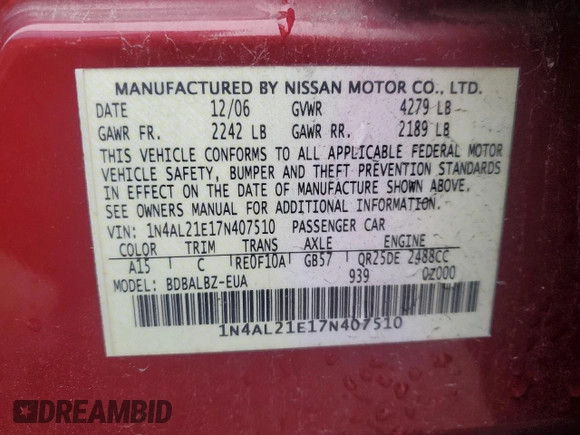 MANUFACTURED BY NISSAN MOTOR CO., LTD.
DATE 12/06 GVWR 4279 LB
GAWR FR. 2242 LB GAWR RR. 2189 LB
THIS VEHICLE CONFORMS TO ALL APPLICABLE FEDERAL MOTOR
VEHICLE SAFETY, BUMPER AND THEFT PREVENTION STANDARDS
IN EFFECT ON THE DATE OF MANUFACTURE SHOWN ABOVE.
SEE OWNERS MANUAL FOR ADDITIONAL INFORMATION.
VIN: 1N4AL21E17N407510 PASSENGER CAR
COLOR TRIM TRANS AXLE ENGINE
A15 C RE0F10A GB57 QR25DE 2488CC
MODEL: BDBALBZ-EUA 939 0Z000
1N4AL21E17N407510
DREAMBID